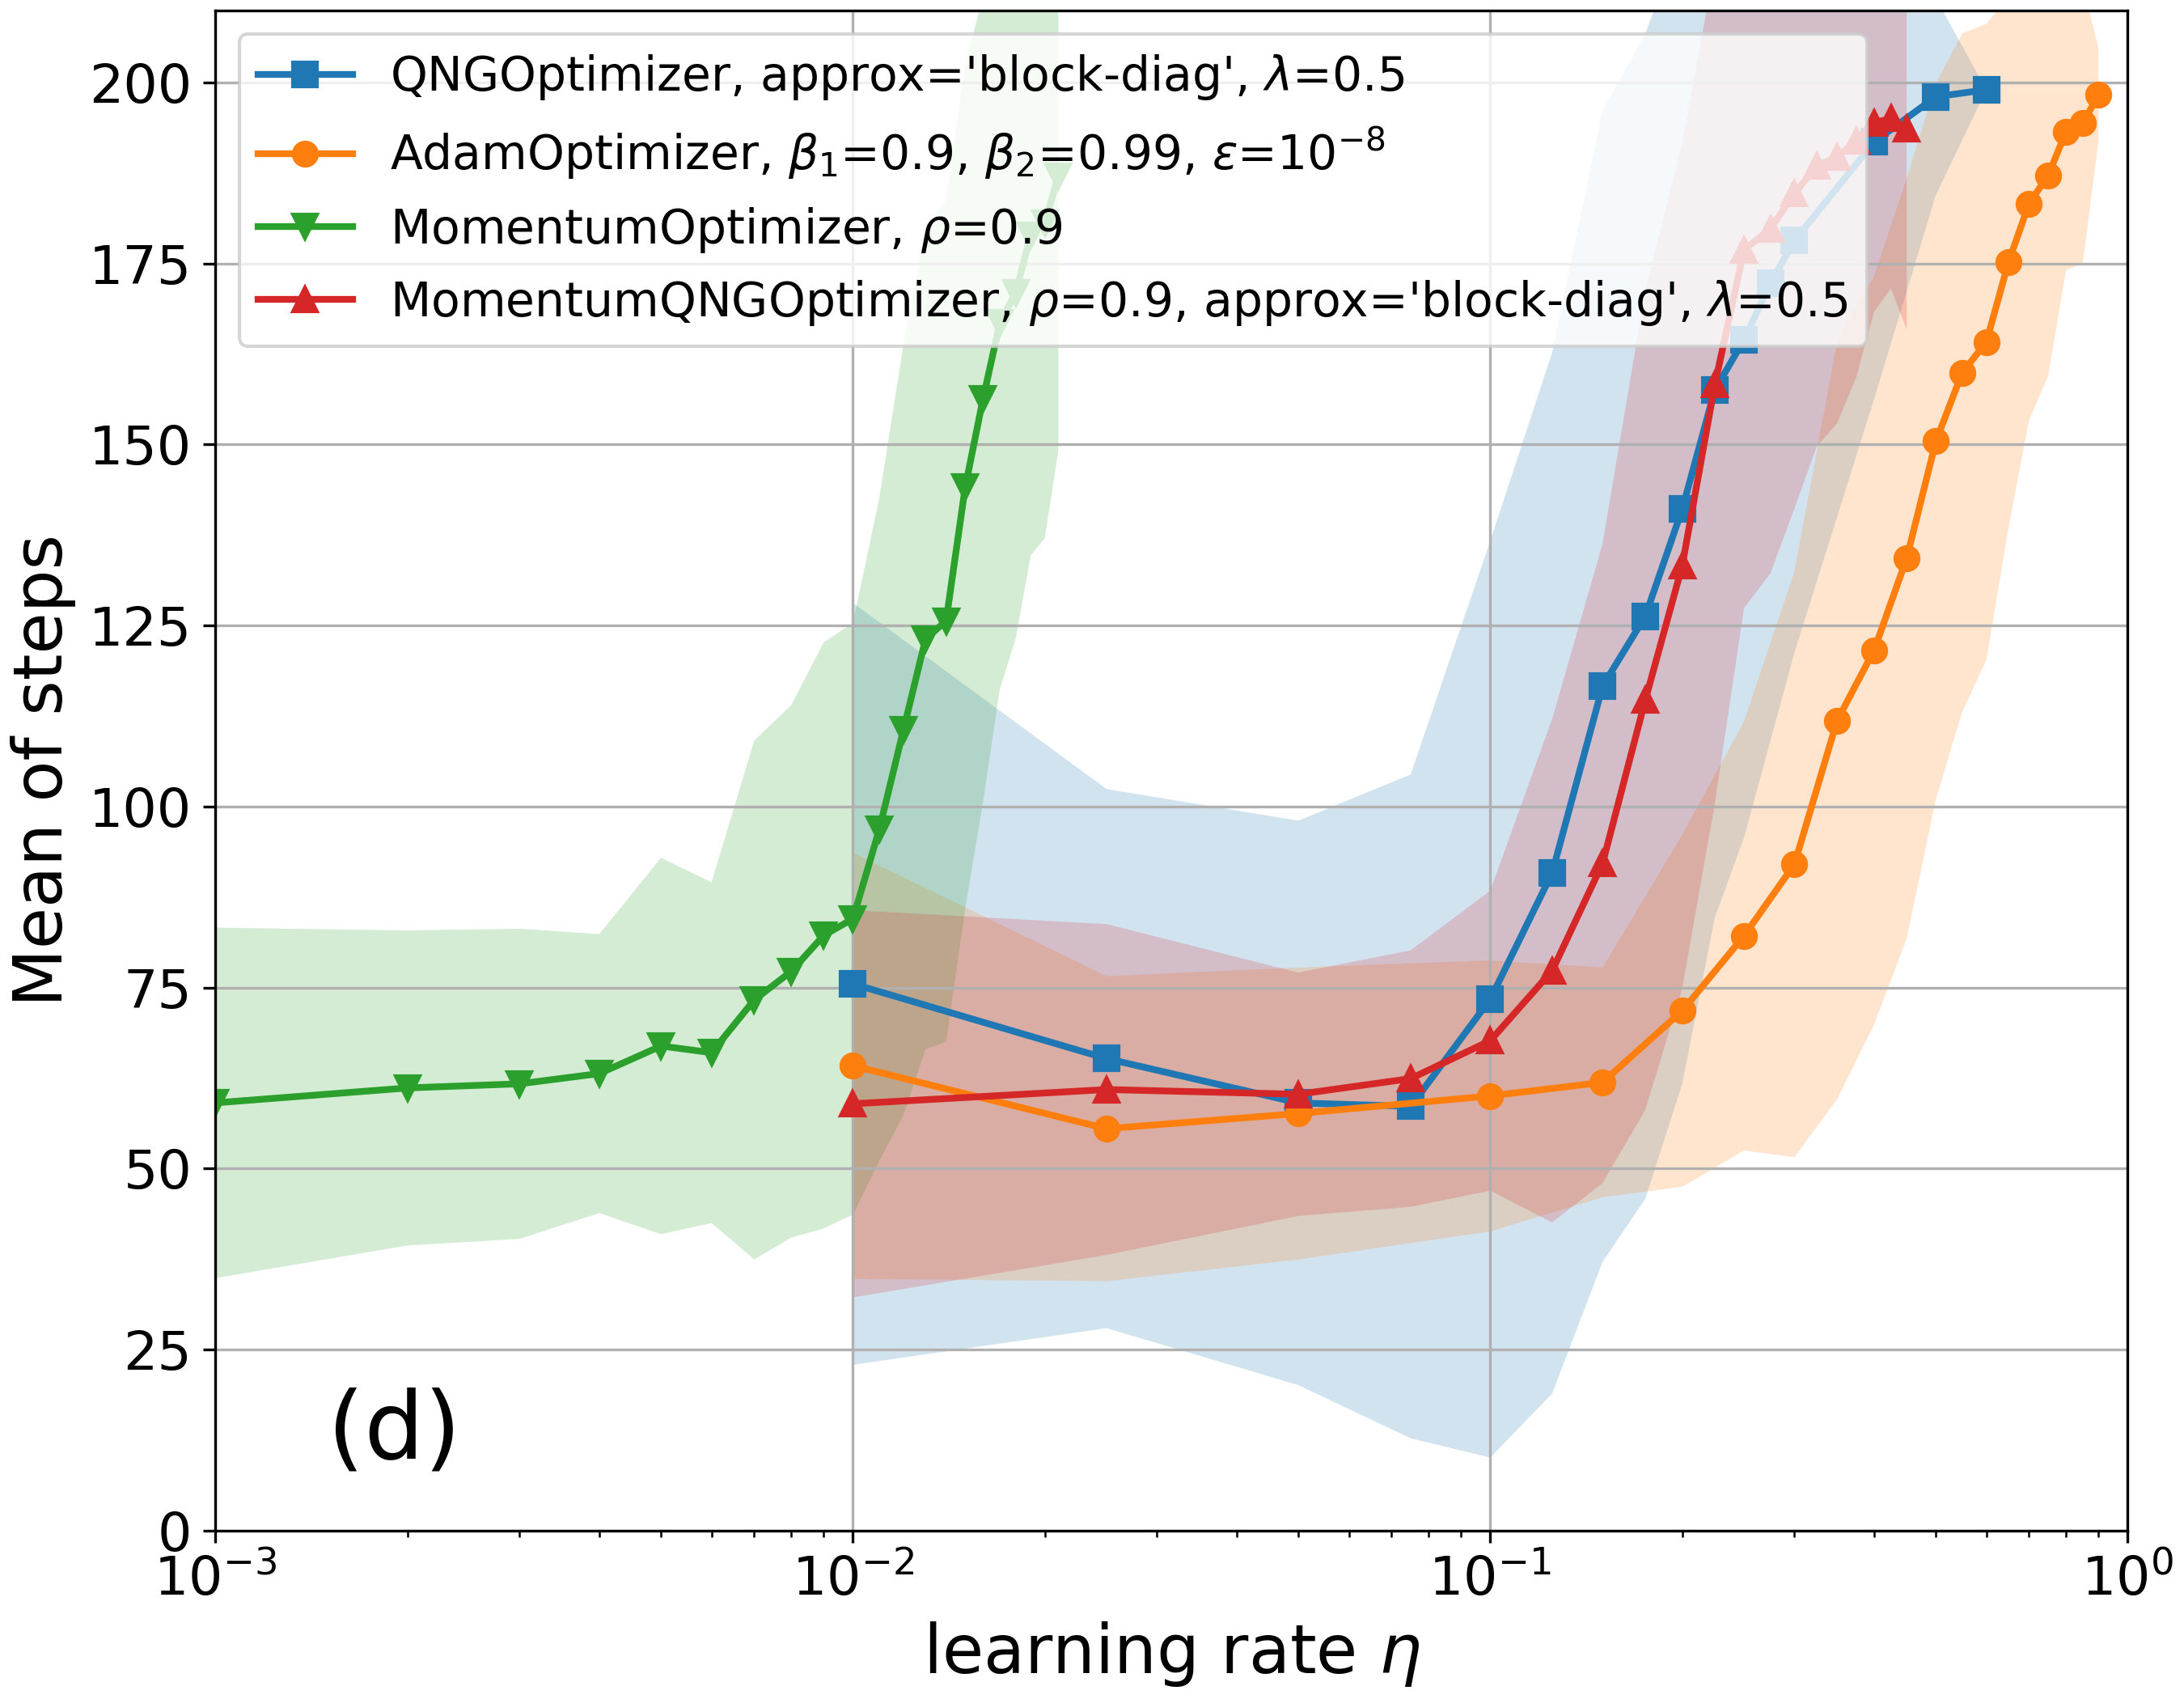 QNGOptimizer, approx='block-diag', λ=0.5
AdamOptimizer, β₁=0.9, β₂=0.99, ε=10⁻⁸
MomentumOptimizer, ρ=0.9
MomentumQNGOptimizer, ρ=0.9, approx='block-diag', λ=0.5
Mean of steps
200
175
150
125
100
75
50
25
0
(d)
10⁻³ 10⁻² 10⁻¹ 10⁰
learning rate η